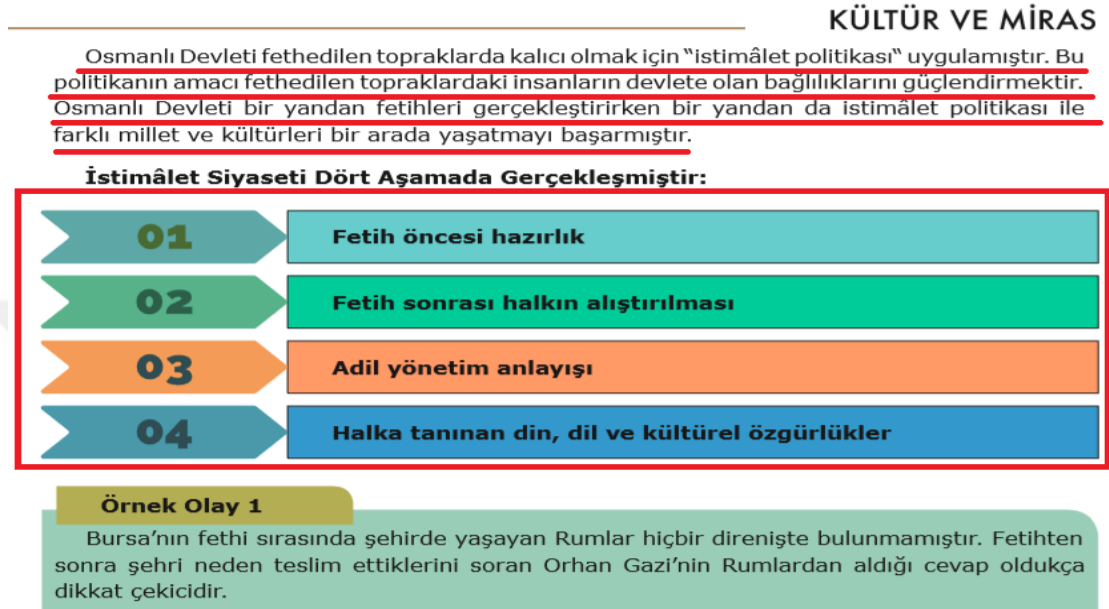 KÜLTÜR VE MİRAS
Osmanlı Devleti fethedilen topraklarda kalıcı olmak için "istimâlet politikası" uygulamıştır. Bu
politikanın amacı fethedilen topraklardaki insanların devlete olan bağlılıklarını güçlendirmektir.
Osmanlı Devleti bir yandan fetihleri gerçekleştirirken bir yandan da istimâlet politikası ile
farklı millet ve kültürleri bir arada yaşatmayı başarmıştır.
İstimâlet Siyaseti Dört Aşamada Gerçekleşmiştir:
01 Fetih öncesi hazırlık
02 Fetih sonrası halkın alıştırılması
03 Adil yönetim anlayışı
04 Halka tanınan din, dil ve kültürel özgürlükler
Örnek Olay 1
Bursa'nın fethi sırasında şehirde yaşayan Rumlar hiçbir direnişte bulunmamıştır. Fetihten
sonra şehri neden teslim ettiklerini soran Orhan Gazi'nin Rumlardan aldığı cevap oldukça
dikkat çekicidir.